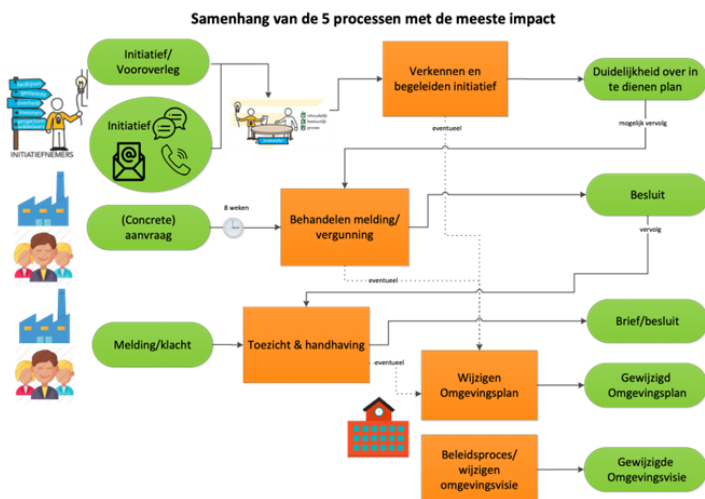 Samenhang van de 5 processen met de meeste impact
Initiatief/
Vooroverleg
Verkennen en
begeleiden initiatief
Duidelijkheid over in
te dienen plan
INITIATIEFNEMERS
Initiatief
eventueel
mogelijk vervolg
(Concrete)
aanvraag
8 weken
Behandelen melding/
vergunning
Besluit
vervolg
eventueel
Melding/klacht
Toezicht & handhaving
Brief/besluit
eventueel
Wijzigen
Omgevingsplan
Gewijzigd
Omgevingsplan
Beleidsproces/
wijzigen
omgevingsvisie
Gewijzigde
Omgevingsvisie